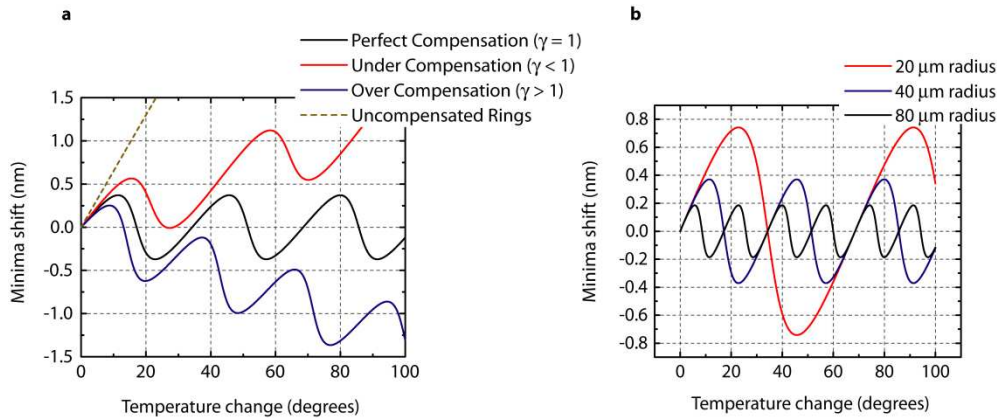 a
Perfect Compensation (γ = 1)
Under Compensation (γ < 1)
Over Compensation (γ > 1)
Uncompensated Rings
1.5
1.0
0.5
0.0
-0.5
-1.0
-1.5
Minima shift (nm)
0 20 40 60 80 100
Temperature change (degrees)
b
20 μm radius
40 μm radius
80 μm radius
0.8
0.6
0.4
0.2
0.0
-0.2
-0.4
-0.6
-0.8
Minima shift (nm)
0 20 40 60 80 100
Temperature change (degrees)